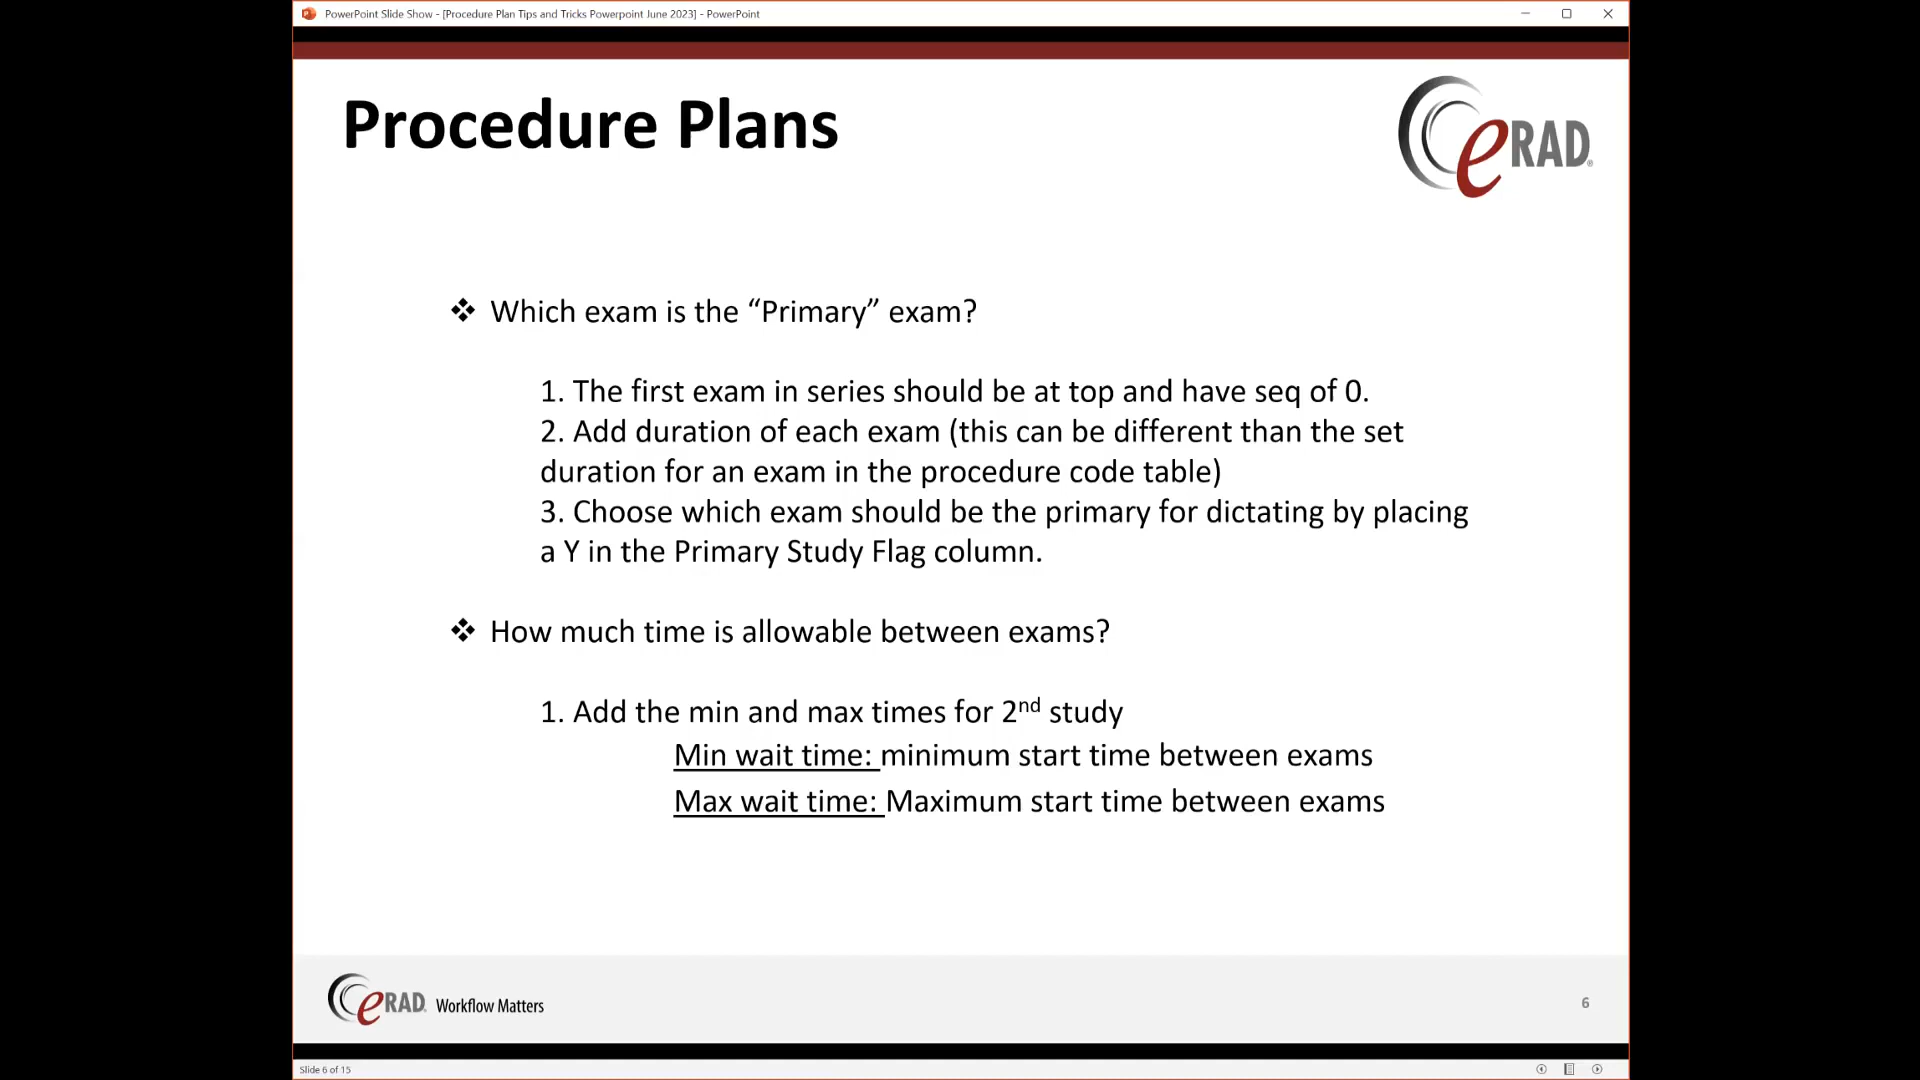 PowerPoint Slide Show - [Procedure Plan Tips and Tricks Powerpoint June 2023] - PowerPoint
Procedure Plans
eRAD®
❖ Which exam is the “Primary” exam?
1. The first exam in series should be at top and have seq of 0.
2. Add duration of each exam (this can be different than the set
duration for an exam in the procedure code table)
3. Choose which exam should be the primary for dictating by placing
a Y in the Primary Study Flag column.
❖ How much time is allowable between exams?
1. Add the min and max times for 2nd study
Min wait time: minimum start time between exams
Max wait time: Maximum start time between exams
eRAD Workflow Matters
6
Slide 6 of 15